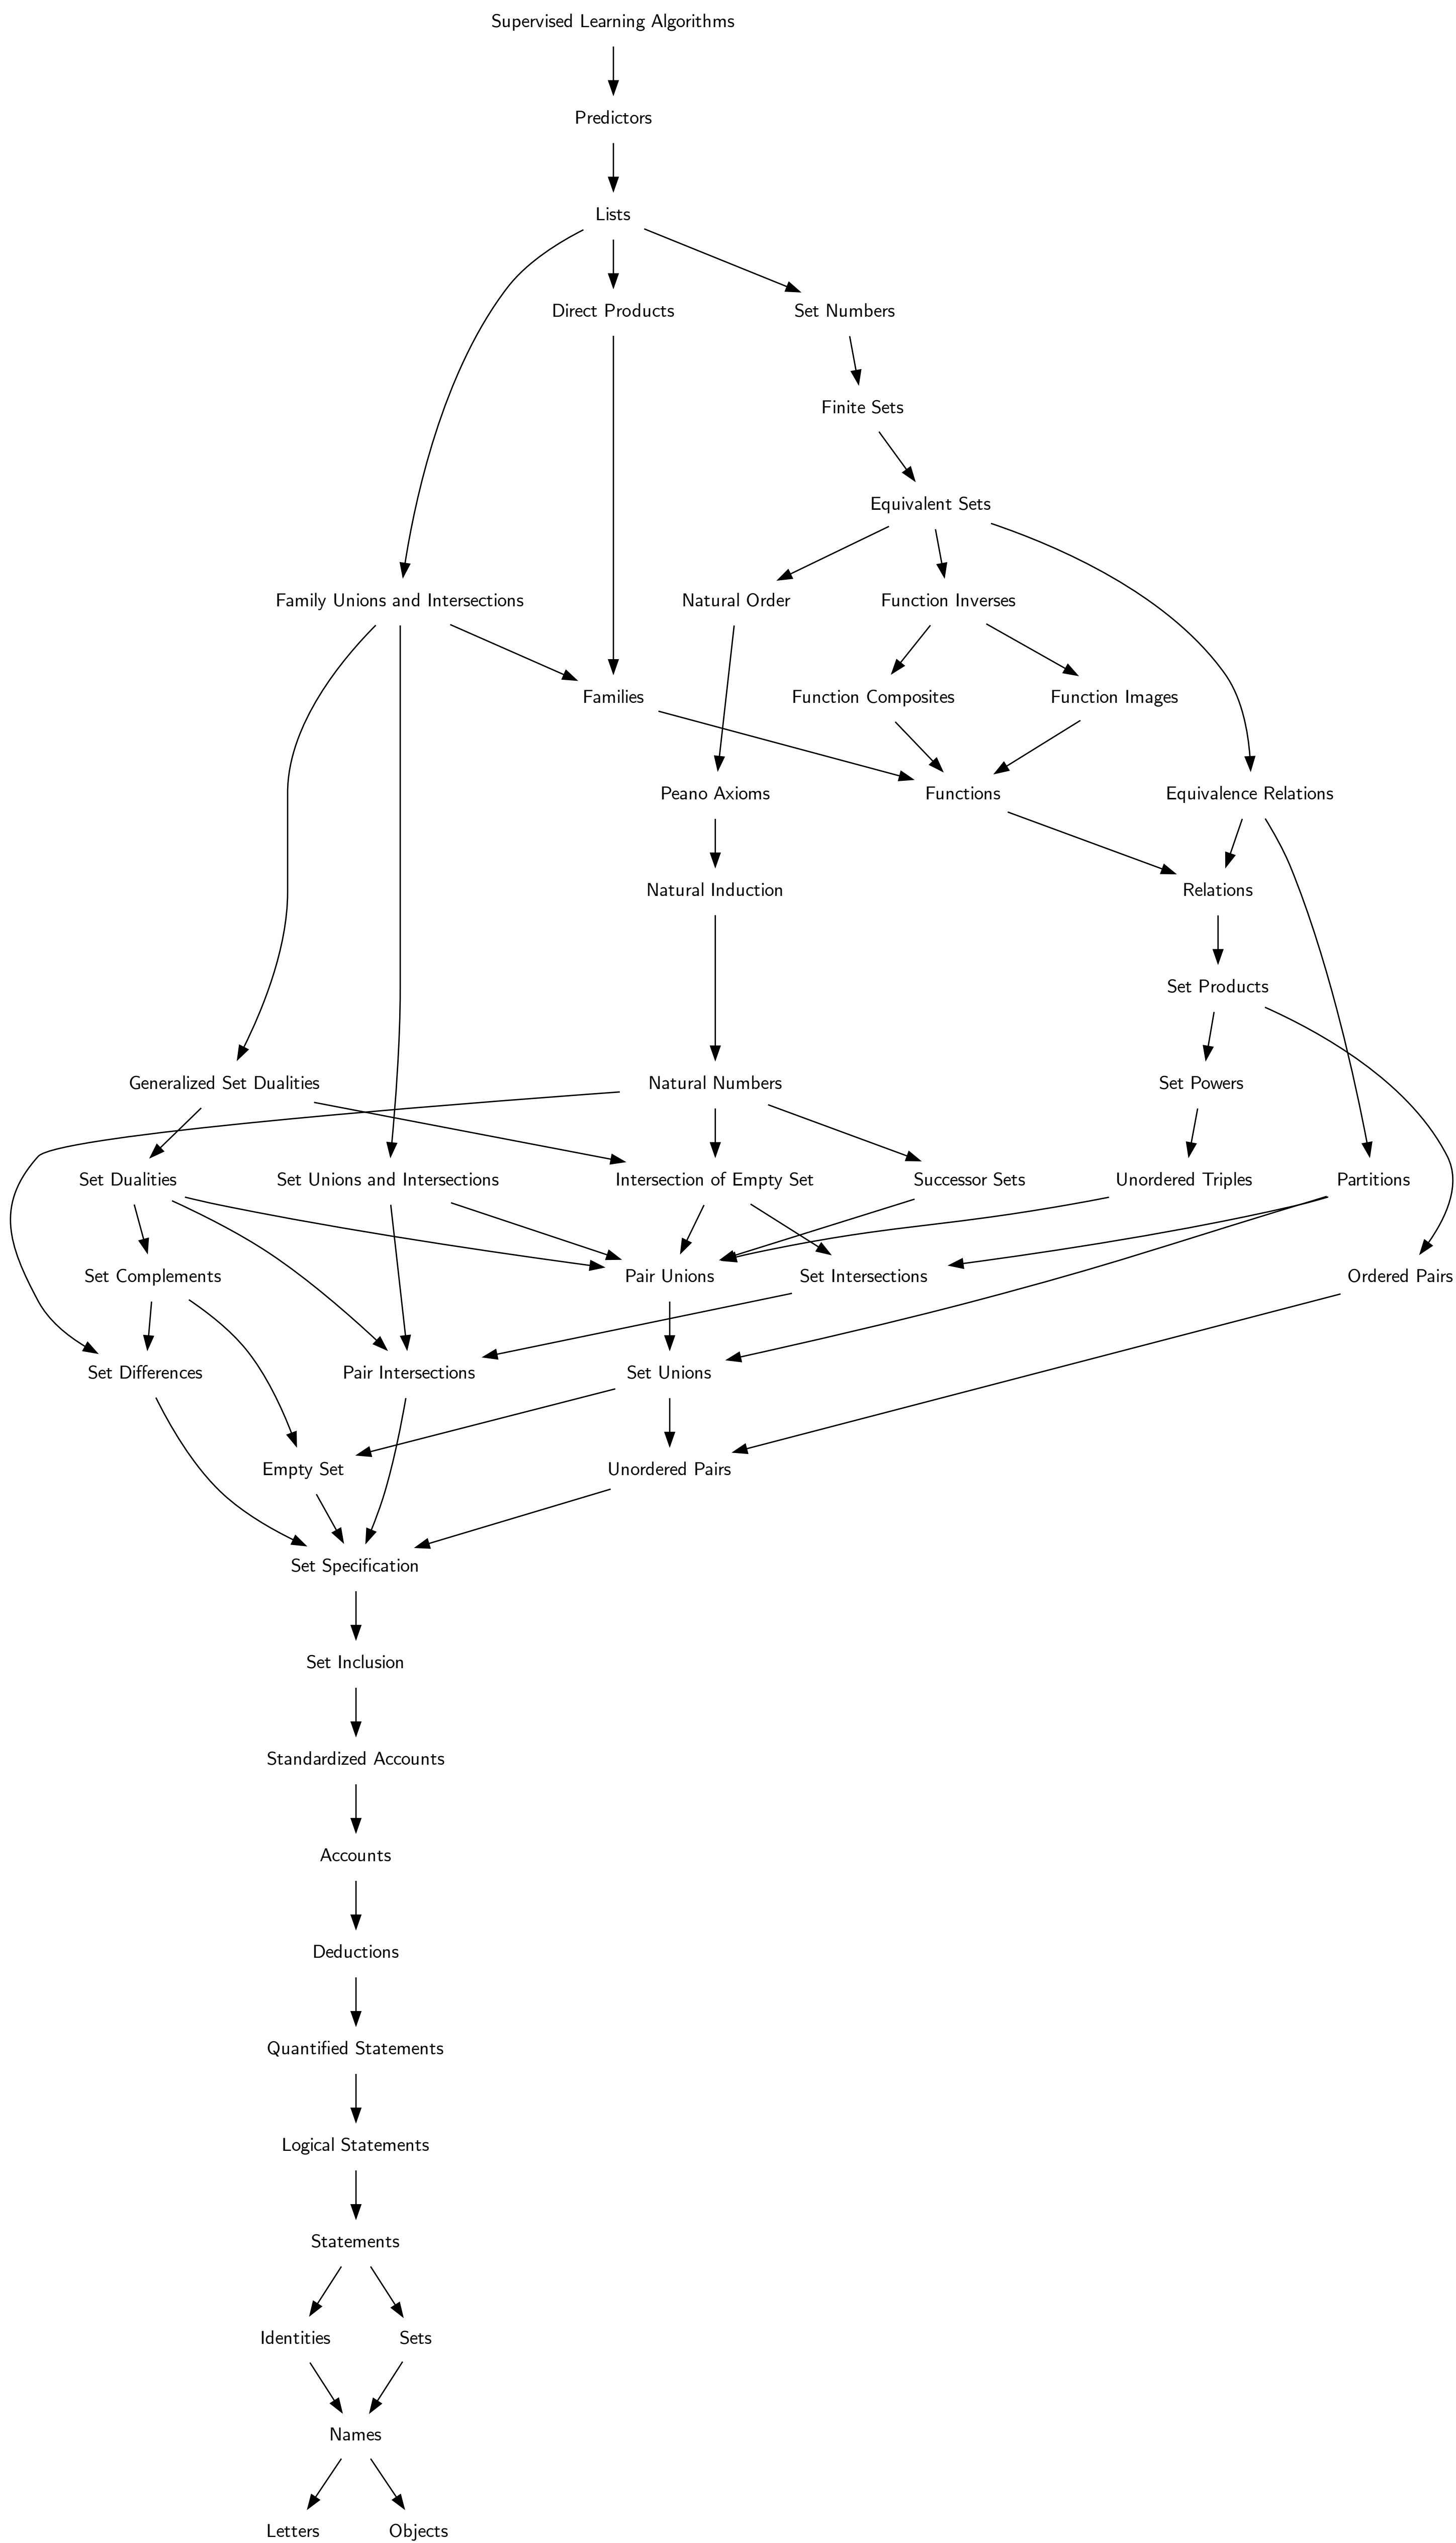 Supervised Learning Algorithms
Predictors
Lists
Direct Products
Set Numbers
Finite Sets
Equivalent Sets
Family Unions and Intersections
Natural Order
Function Inverses
Families
Function Composites
Function Images
Peano Axioms
Functions
Equivalence Relations
Natural Induction
Relations
Set Products
Generalized Set Dualities
Natural Numbers
Set Powers
Set Dualities
Set Unions and Intersections
Intersection of Empty Set
Successor Sets
Unordered Triples
Partitions
Set Complements
Pair Unions
Set Intersections
Ordered Pairs
Set Differences
Pair Intersections
Set Unions
Empty Set
Unordered Pairs
Set Specification
Set Inclusion
Standardized Accounts
Accounts
Deductions
Quantified Statements
Logical Statements
Statements
Identities
Sets
Names
Letters
Objects